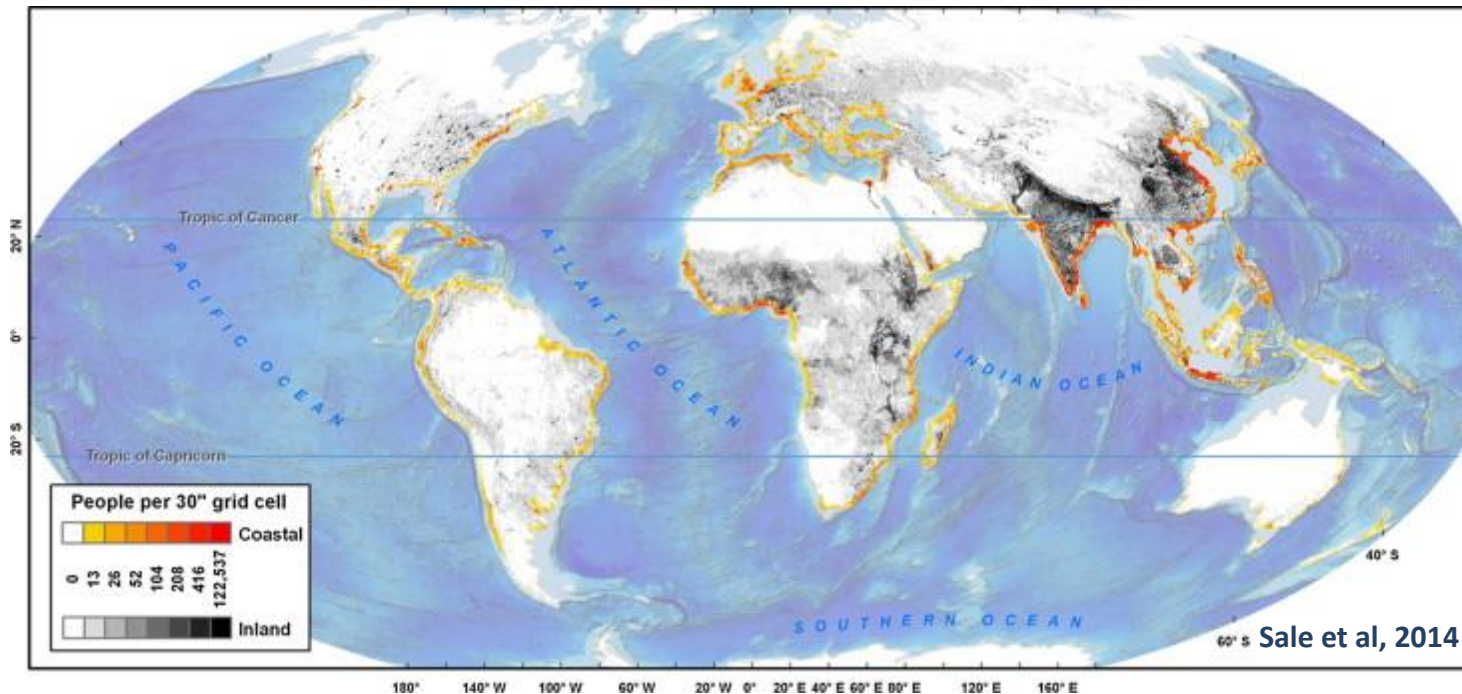 Tropic of Cancer
20° N
PACIFIC OCEAN
ATLANTIC OCEAN
0°
INDIAN OCEAN
20° S
Tropic of Capricorn
People per 30" grid cell
Coastal
0
13
26
52
104
208
416
122,537
Inland
40° S
SOUTHERN OCEAN
60° S
Sale et al, 2014
180° 140° W 100° W 60° W 20° W 0° 20° E 40° E 80° E 120° E 160° E